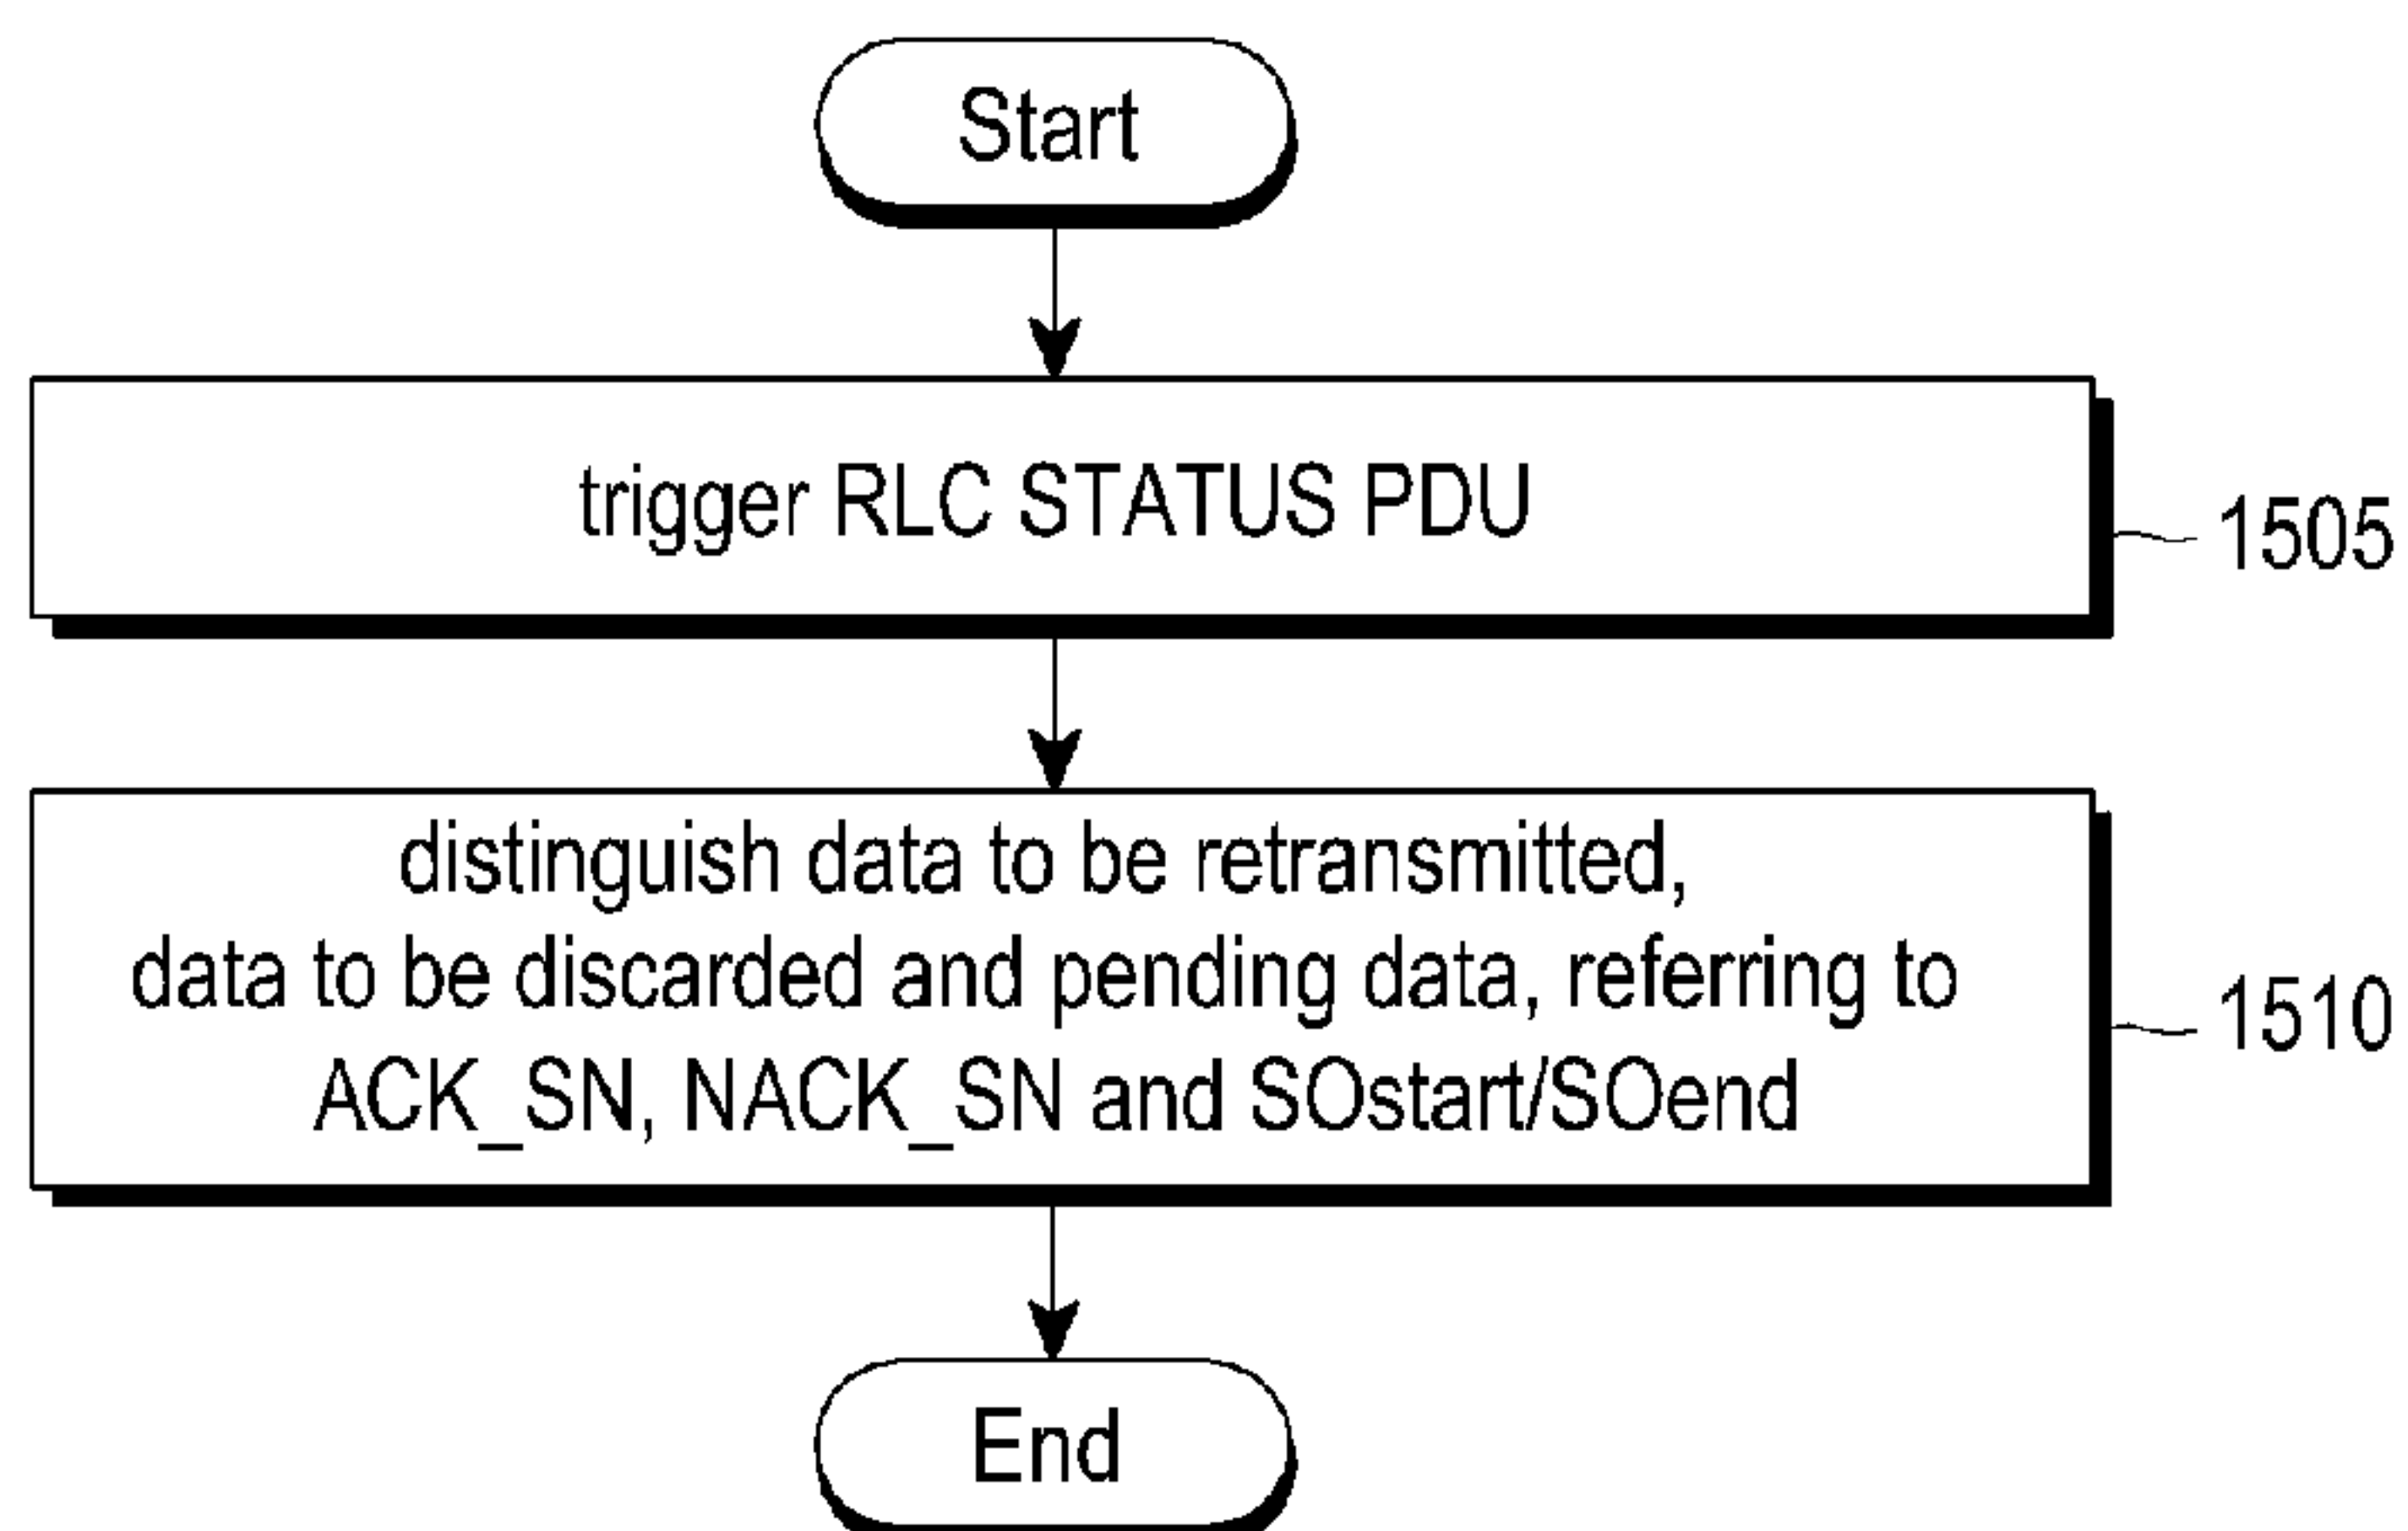 Start
trigger RLC STATUS PDU
1505
distinguish data to be retransmitted,
data to be discarded and pending data, referring to
ACK_SN, NACK_SN and SOstart/SOend
1510
End